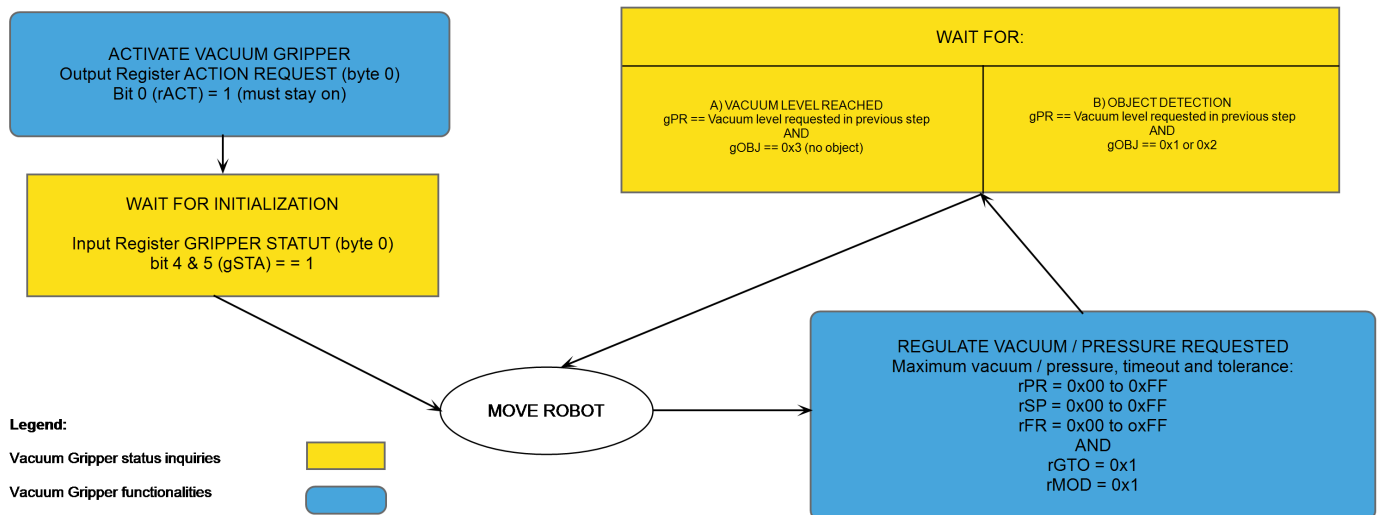 ACTIVATE VACUUM GRIPPER
Output Register ACTION REQUEST (byte 0)
Bit 0 (rACT) = 1 (must stay on)
WAIT FOR INITIALIZATION
Input Register GRIPPER STATUT (byte 0)
bit 4 & 5 (gSTA) = = 1
WAIT FOR:
A) VACUUM LEVEL REACHED
gPR == Vacuum level requested in previous step
AND
gOBJ == 0x3 (no object)
B) OBJECT DETECTION
gPR == Vacuum level requested in previous step
AND
gOBJ == 0x1 or 0x2
MOVE ROBOT
REGULATE VACUUM / PRESSURE REQUESTED
Maximum vacuum / pressure, timeout and tolerance:
rPR = 0x00 to 0xFF
rSP = 0x00 to 0xFF
rFR = 0x00 to oxFF
AND
rGTO = 0x1
rMOD = 0x1
Legend:
Vacuum Gripper status inquiries
Vacuum Gripper functionalities